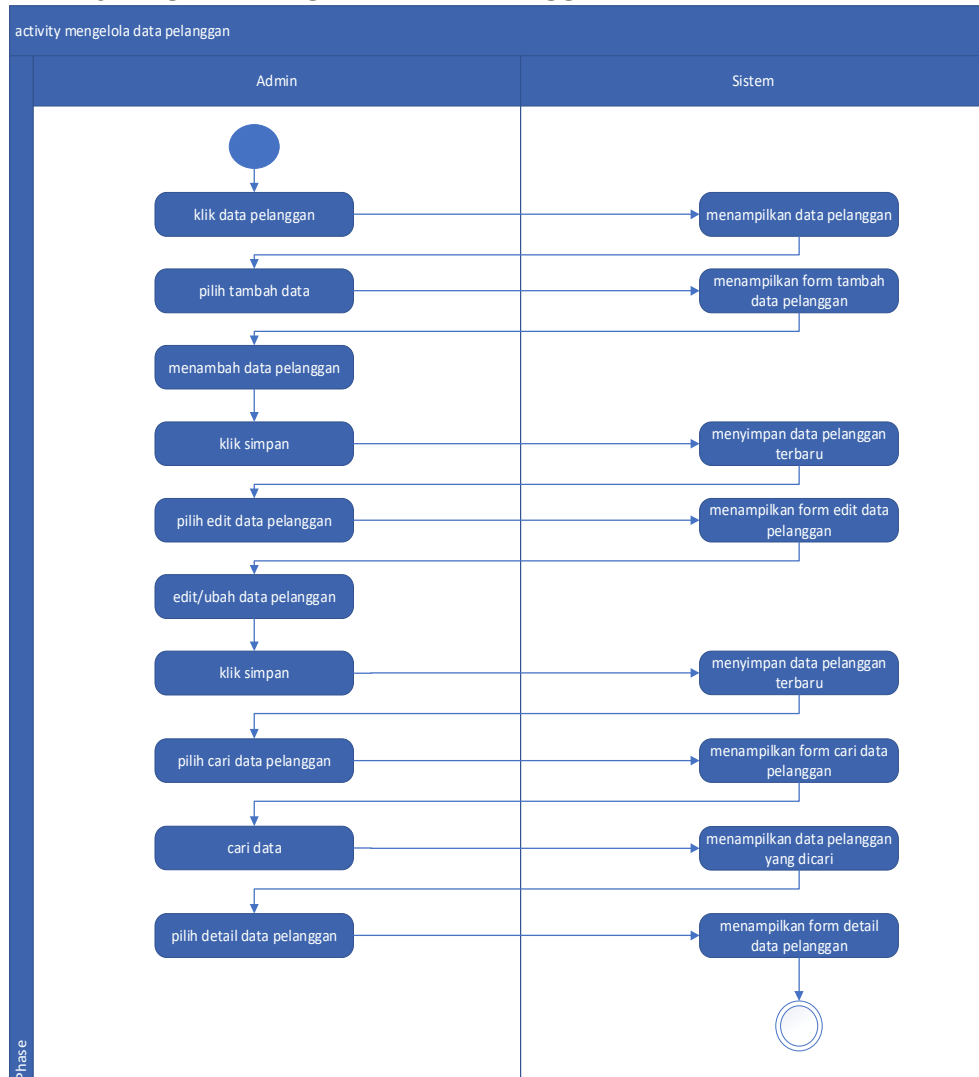 activity mengelola data pelanggan
Admin
Sistem
klik data pelanggan
menampilkan data pelanggan
pilih tambah data
menampilkan form tambah
data pelanggan
menambah data pelanggan
klik simpan
menyimpan data pelanggan
terbaru
pilih edit data pelanggan
menampilkan form edit data
pelanggan
edit/ubah data pelanggan
klik simpan
menyimpan data pelanggan
terbaru
pilih cari data pelanggan
menampilkan form cari data
pelanggan
cari data
menampilkan data pelanggan
yang dicari
pilih detail data pelanggan
menampilkan form detail
data pelanggan
Phase